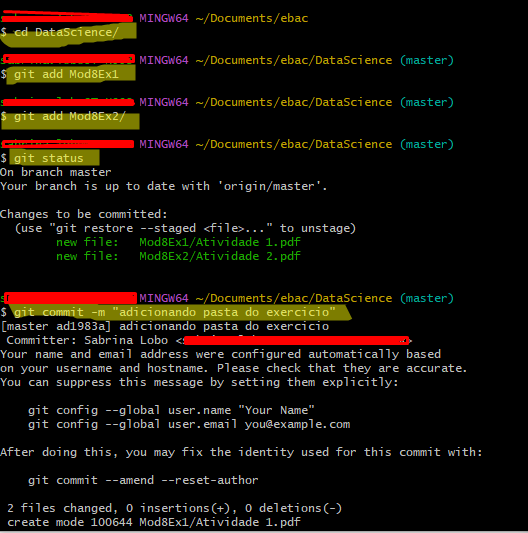 MINGW64 ~/Documents/ebac
$ cd DataScience/
MINGW64 ~/Documents/ebac/DataScience (master)
$ git add Mod8Ex1
MINGW64 ~/Documents/ebac/DataScience (master)
$ git add Mod8Ex2/
MINGW64 ~/Documents/ebac/DataScience (master)
$ git status
On branch master
Your branch is up to date with 'origin/master'.
Changes to be committed:
(use "git restore --staged <file>..." to unstage)
new file:   Mod8Ex1/Atividade 1.pdf
new file:   Mod8Ex2/Atividade 2.pdf
MINGW64 ~/Documents/ebac/DataScience (master)
$ git commit -m "adicionando pasta do exercicio"
[master ad1983a] adicionando pasta do exercicio
Committer: Sabrina Lobo <
Your name and email address were configured automatically based
on your username and hostname. Please check that they are accurate.
You can suppress this message by setting them explicitly:
git config --global user.name "Your Name"
git config --global user.email you@example.com
After doing this, you may fix the identity used for this commit with:
git commit --amend --reset-author
2 files changed, 0 insertions(+), 0 deletions(-)
create mode 100644 Mod8Ex1/Atividade 1.pdf